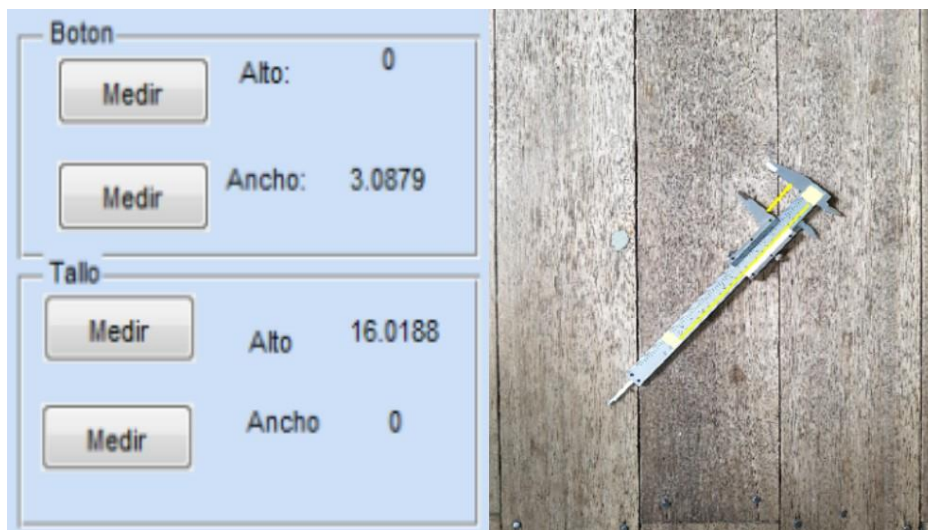 Boton
Medir
Alto:
0
Medir
Ancho:
3.0879
Tallo
Medir
Alto
16.0188
Medir
Ancho
0